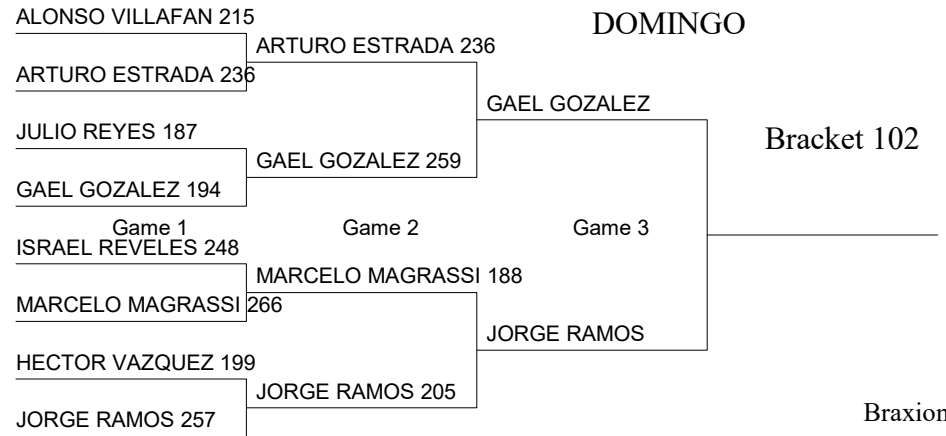 ALONSO VILLAFAN 215
DOMINGO
ARTURO ESTRADA 236
ARTURO ESTRADA 236
GAEL GOZALEZ
JULIO REYES 187
Bracket 102
GAEL GOZALEZ 259
GAEL GOZALEZ 194
Game 1
Game 2
Game 3
ISRAEL REVELES 248
MARCELO MAGRASSI 188
MARCELO MAGRASSI 266
JORGE RAMOS
HECTOR VAZQUEZ 199
JORGE RAMOS 205
JORGE RAMOS 257
Braxion